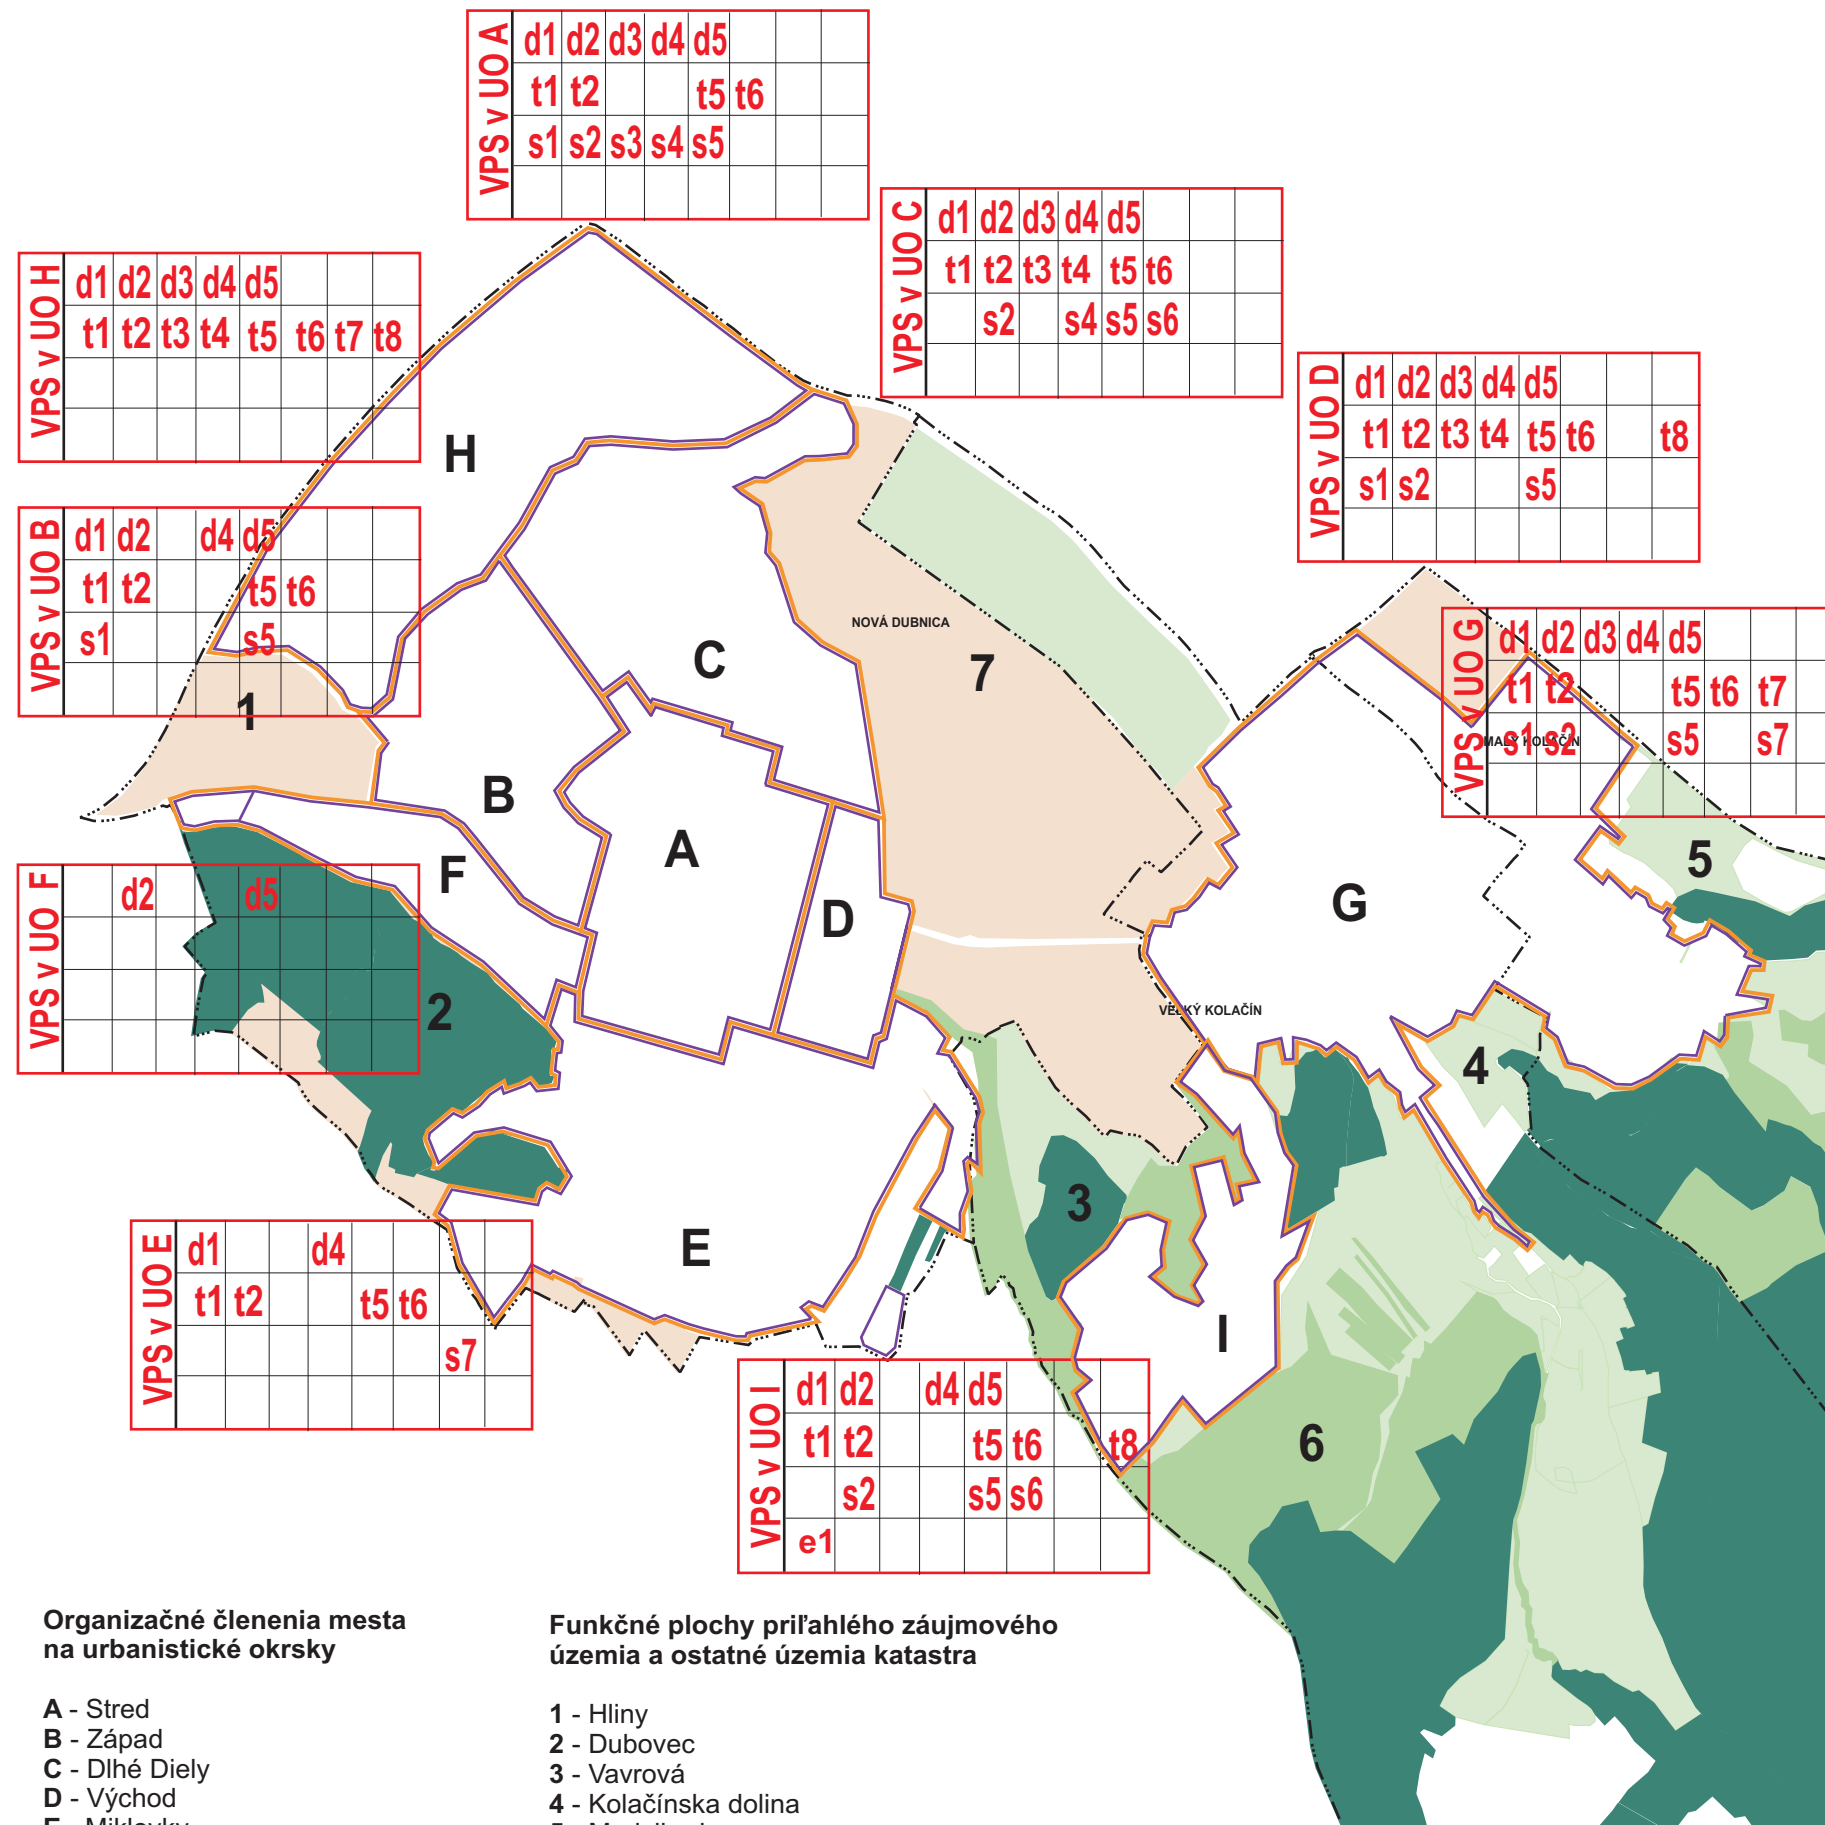 VPS v UO A
d1 d2 d3 d4 d5
t1 t2 t5 t6
s1 s2 s3 s4 s5
VPS v UO C
d1 d2 d3 d4 d5
t1 t2 t3 t4 t5 t6
s2 s4 s5 s6
VPS v UO H
d1 d2 d3 d4 d5
t1 t2 t3 t4 t5 t6 t7 t8
VPS v UO D
d1 d2 d3 d4 d5
t1 t2 t3 t4 t5 t6 t8
s1 s2 s5
VPS v UO B
d1 d2 d4 d5
t1 t2 t5 t6
s1 s5
VPS v UO G
d1 d2 d3 d4 d5
t1 t2 t5 t6 t7
s1 s2 s5 s7
MALÝ KOLAČÍN
H
NOVÁ DUBNICA
C
7
1
B
A
F
D
G
5
VPS v UO F
d2 d5
2
VEĽKÝ KOLAČÍN
4
3
E
I
6
VPS v UO E
d1 d4
t1 t2 t5 t6
s7
VPS v UO I
d1 d2 d4 d5
t1 t2 t5 t6 t8
s2 s5 s6
e1
Organizačné členenia mesta
na urbanistické okrsky
A - Stred
B - Západ
C - Dlhé Diely
D - Východ
Funkčné plochy priľahlého záujmového
územia a ostatné územia katastra
1 - Hliny
2 - Dubovec
3 - Vavrová
4 - Kolačínska dolina